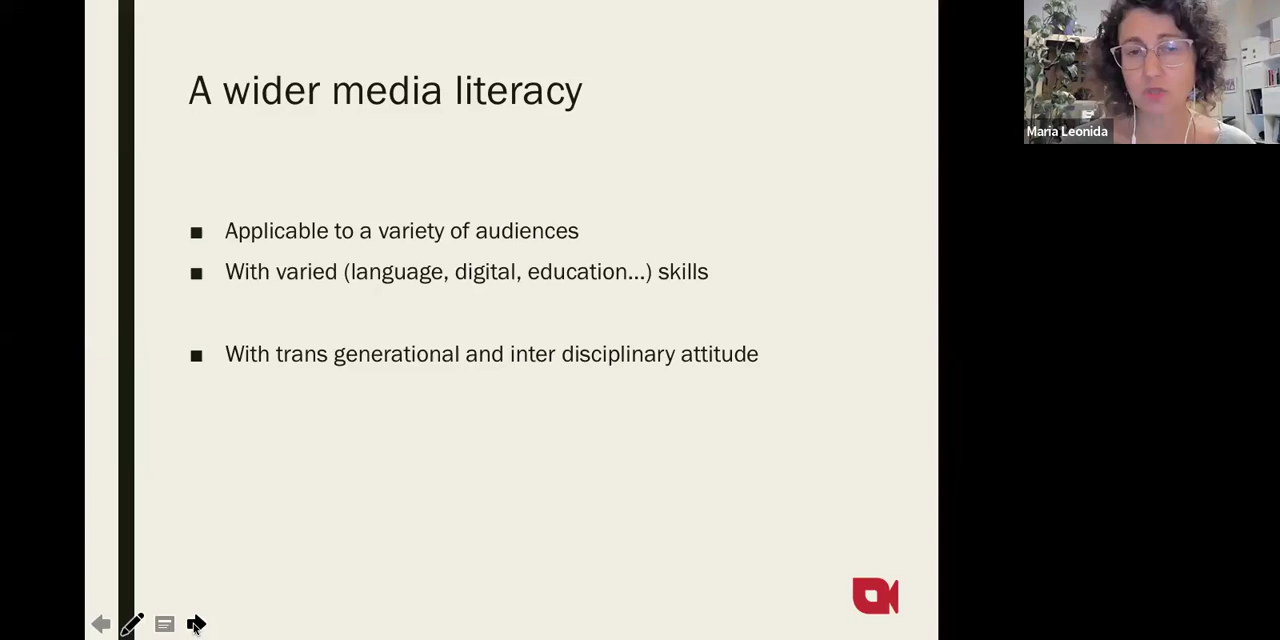 A wider media literacy
Applicable to a variety of audiences
With varied (language, digital, education...) skills
With trans generational and inter disciplinary attitude
Maria Leonida